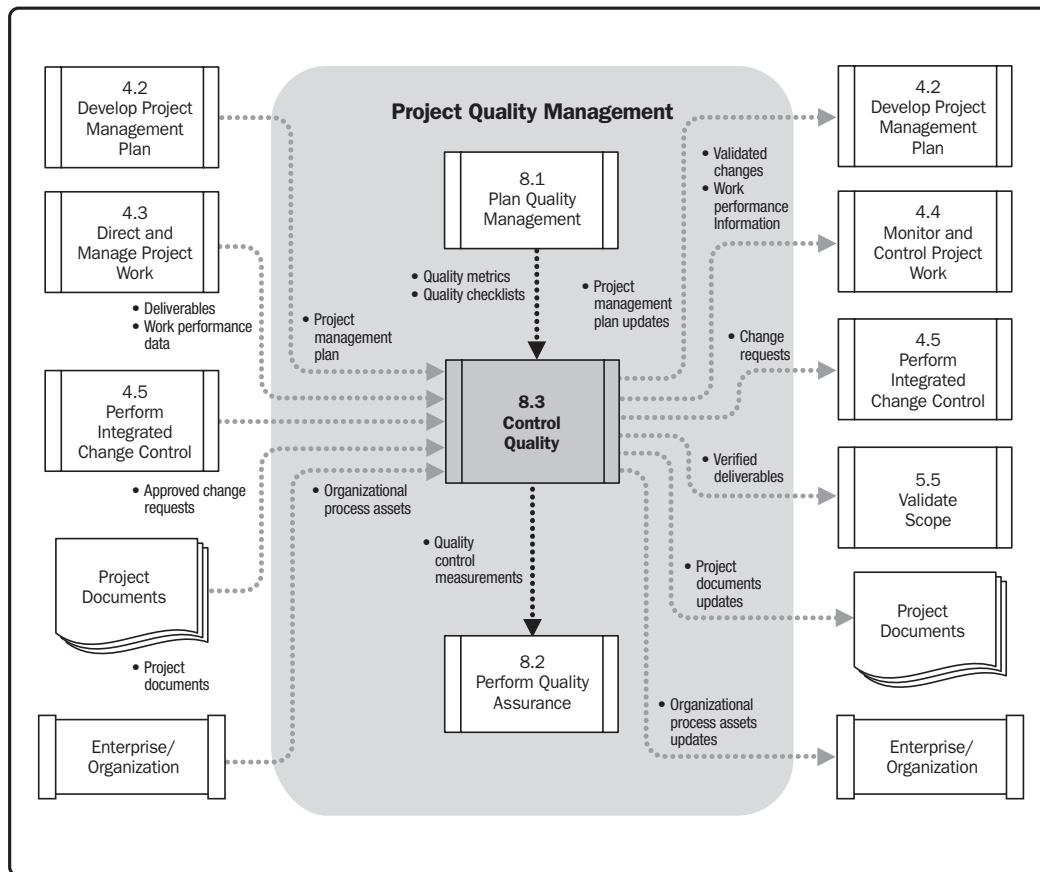 Project Quality Management
4.2
Develop Project
Management
Plan
4.3
Direct and
Manage Project
Work
• Deliverables
• Work performance
data
4.5
Perform
Integrated
Change Control
• Approved change
requests
Project
Documents
• Project
documents
Enterprise/
Organization
• Project
management
plan
• Organizational
process assets
8.1
Plan Quality
Management
• Quality metrics
• Quality checklists
8.3
Control
Quality
• Quality
control
measurements
8.2
Perform Quality
Assurance
• Project
management
plan updates
• Validated
changes
• Work
performance
Information
• Change
requests
• Verified
deliverables
• Project
documents
updates
• Organizational
process assets
updates
4.2
Develop Project
Management
Plan
4.4
Monitor and
Control Project
Work
4.5
Perform
Integrated
Change Control
5.5
Validate
Scope
Project
Documents
Enterprise/
Organization